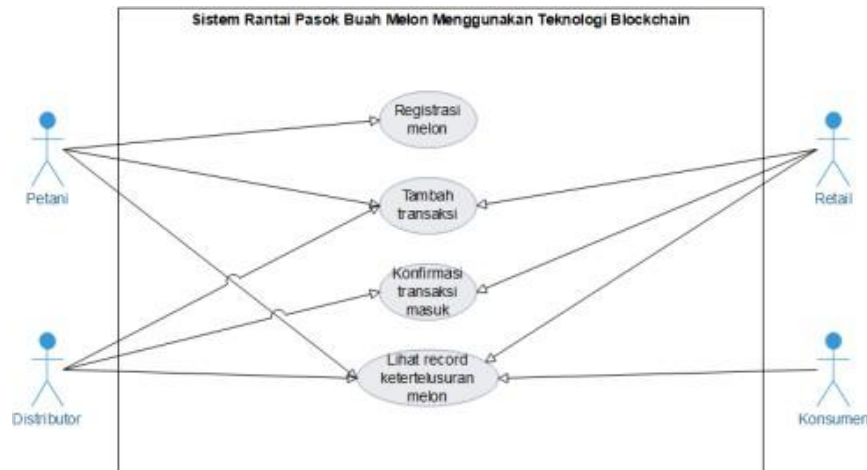 Sistem Rantai Pasok Buah Melon Menggunakan Teknologi Blockchain
Registrasi
melon
Petani
Tambah
transaksi
Retail
Konfirmasi
transaksi
masuk
Lihat record
ketertelusuran
melon
Distributor
Konsumen